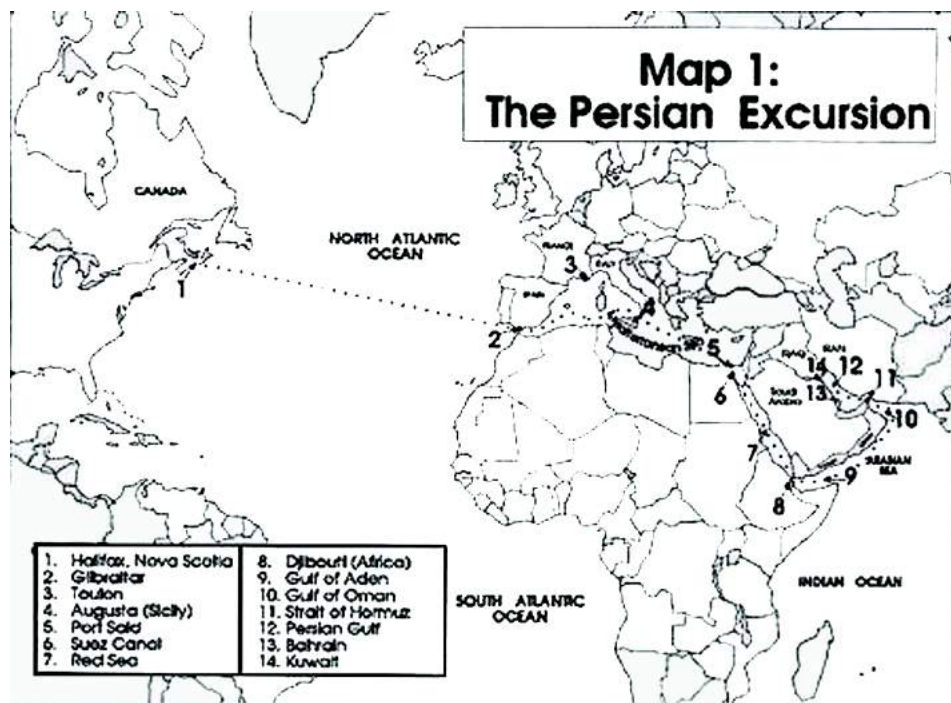 Map 1:
The Persian Excursion
CANADA
NORTH ATLANTIC
OCEAN
FRANCE
ITALY
SPAIN
3
1
2
4
Mediterranean
5
6
IRAQ
IRAN
14
12
13
11
Saudi
Arabia
10
7
ARABIAN
SEA
9
8
INDIAN OCEAN
SOUTH ATLANTIC
OCEAN
1. Halifax, Nova Scotia
2. Gibraltar
3. Toulon
4. Augusta (Sicily)
5. Port Said
6. Suez Canal
7. Red Sea
8. Djibouti (Africa)
9. Gulf of Aden
10. Gulf of Oman
11. Strait of Hormuz
12. Persian Gulf
13. Bahrain
14. Kuwait